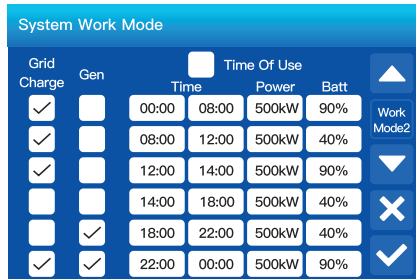 System Work Mode
Grid Charge
Gen
Time Of Use
Time Power Batt
00:00 08:00 500kW 90%
08:00 12:00 500kW 40%
12:00 14:00 500kW 90%
14:00 18:00 500kW 40%
18:00 22:00 500kW 40%
22:00 00:00 500kW 90%
Work
Mode2